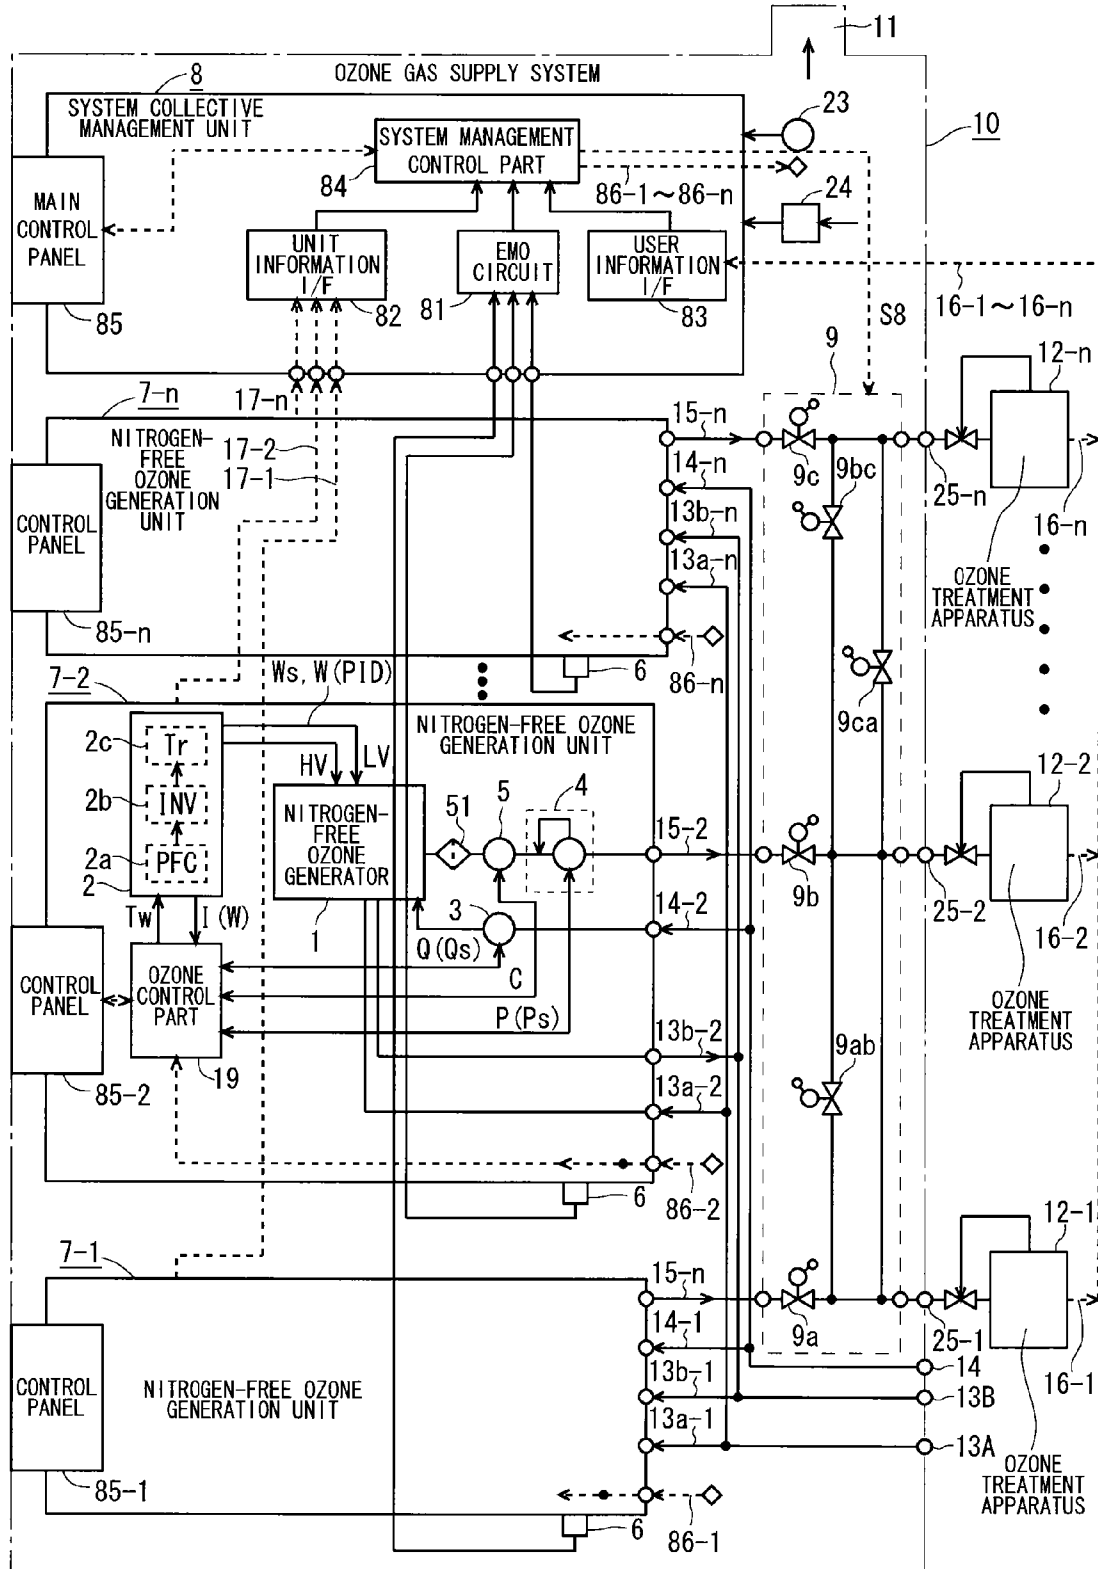 11
OZONE GAS SUPPLY SYSTEM
8
SYSTEM COLLECTIVE
MANAGEMENT UNIT
23
10
SYSTEM MANAGEMENT
CONTROL PART
84
86-1～86-n
24
MAIN
CONTROL
PANEL
85
UNIT
INFORMATION
I/F
82
EMO
CIRCUIT
81
USER
INFORMATION
I/F
83
16-1～16-n
S8
9
12-n
7-n
17-n
17-2
17-1
NITROGEN-
FREE
OZONE
GENERATION
UNIT
CONTROL
PANEL
85-n
15-n
14-n
13b-n
13a-n
86-n
6
9c
9bc
25-n
16-n
OZONE
TREATMENT
APPARATUS
9ca
Ws, W(PID)
7-2
NITROGEN-FREE OZONE
GENERATION UNIT
2c
Tr
2b
INV
2a
PFC
2
HV
LV
NITROGEN-
FREE
OZONE
GENERATOR
1
51
5
4
3
15-2
14-2
Tw
I(W)
Q(Qs)
C
P(Ps)
CONTROL
PANEL
85-2
OZONE
CONTROL
PART
19
13b-2
13a-2
86-2
6
9b
12-2
25-2
16-2
OZONE
TREATMENT
APPARATUS
9ab
7-1
CONTROL
PANEL
85-1
NITROGEN-FREE OZONE
GENERATION UNIT
15-n
14-1
13b-1
13a-1
86-1
6
9a
12-1
25-1
16-1
14
13B
13A
OZONE
TREATMENT
APPARATUS